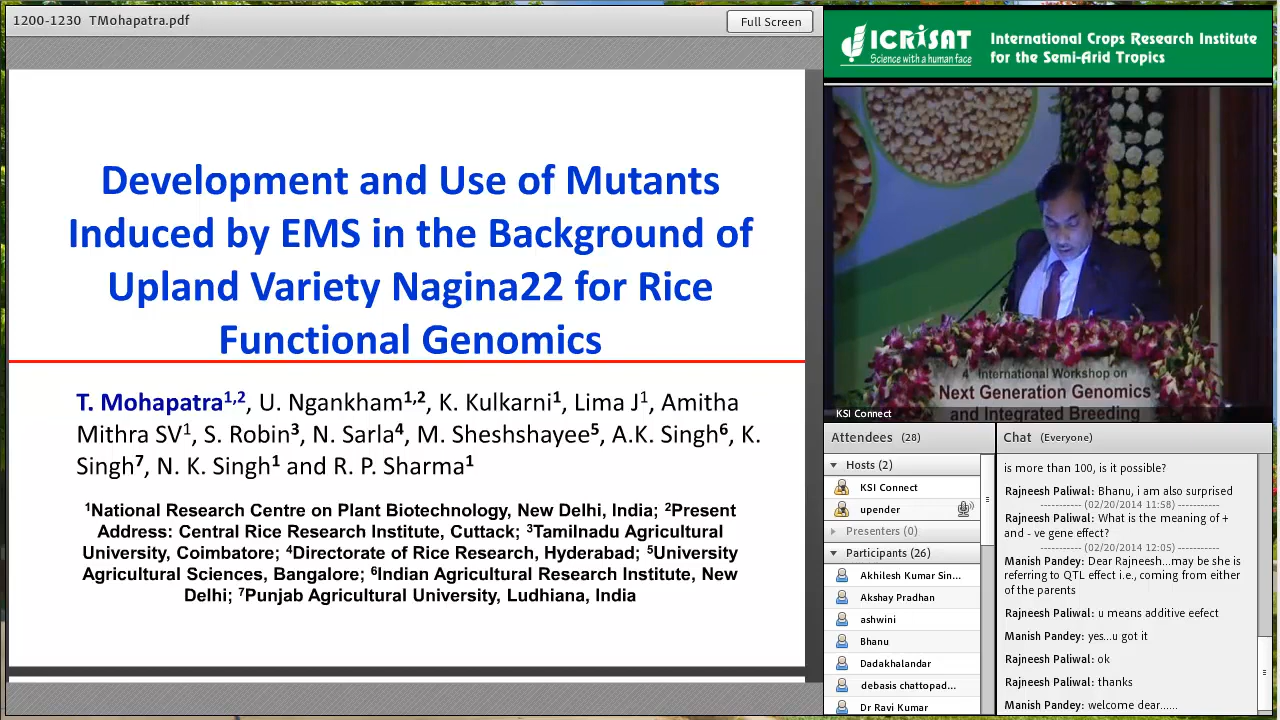 1200-1230 TMohapatra.pdf
Full Screen
Development and Use of Mutants
Induced by EMS in the Background of
Upland Variety Nagina22 for Rice
Functional Genomics
T. Mohapatra1,2, U. Ngankham1,2, K. Kulkarni1, Lima J1, Amitha
Mithra SV1, S. Robin3, N. Sarla4, M. Sheshshayee5, A.K. Singh6, K.
Singh7, N. K. Singh1 and R. P. Sharma1
1National Research Centre on Plant Biotechnology, New Delhi, India; 2Present
Address: Central Rice Research Institute, Cuttack; 3Tamilnadu Agricultural
University, Coimbatore; 4Directorate of Rice Research, Hyderabad; 5University
Agricultural Sciences, Bangalore; 6Indian Agricultural Research Institute, New
Delhi; 7Punjab Agricultural University, Ludhiana, India
ICRISAT
Science with a human face
International Crops Research Institute
for the Semi-Arid Tropics
4th International Workshop on
Next Generation Genomics
and Integrated Breeding
KSI Connect
Attendees (28)
Hosts (2)
KSI Connect
upender
Presenters (0)
Participants (26)
Akhilesh Kumar Sin...
Akshay Pradhan
ashwini
Bhanu
Dadakhalandar
debasis chattopad...
Dr Ravi Kumar
Chat (Everyone)
is more than 100, is it possible?
Rajneesh Paliwal: Bhanu, i am also surprised
----------- (02/20/2014 11:58) -----------
Rajneesh Paliwal: What is the meaning of +
and - ve gene effect?
----------- (02/20/2014 12:05) -----------
Manish Pandey: Dear Rajneesh...may be she is
referring to QTL effect i.e., coming from either
of the parents
Rajneesh Paliwal: u means additive eefect
Manish Pandey: yes...u got it
Rajneesh Paliwal: ok
Rajneesh Paliwal: thanks
Manish Pandey: welcome dear......